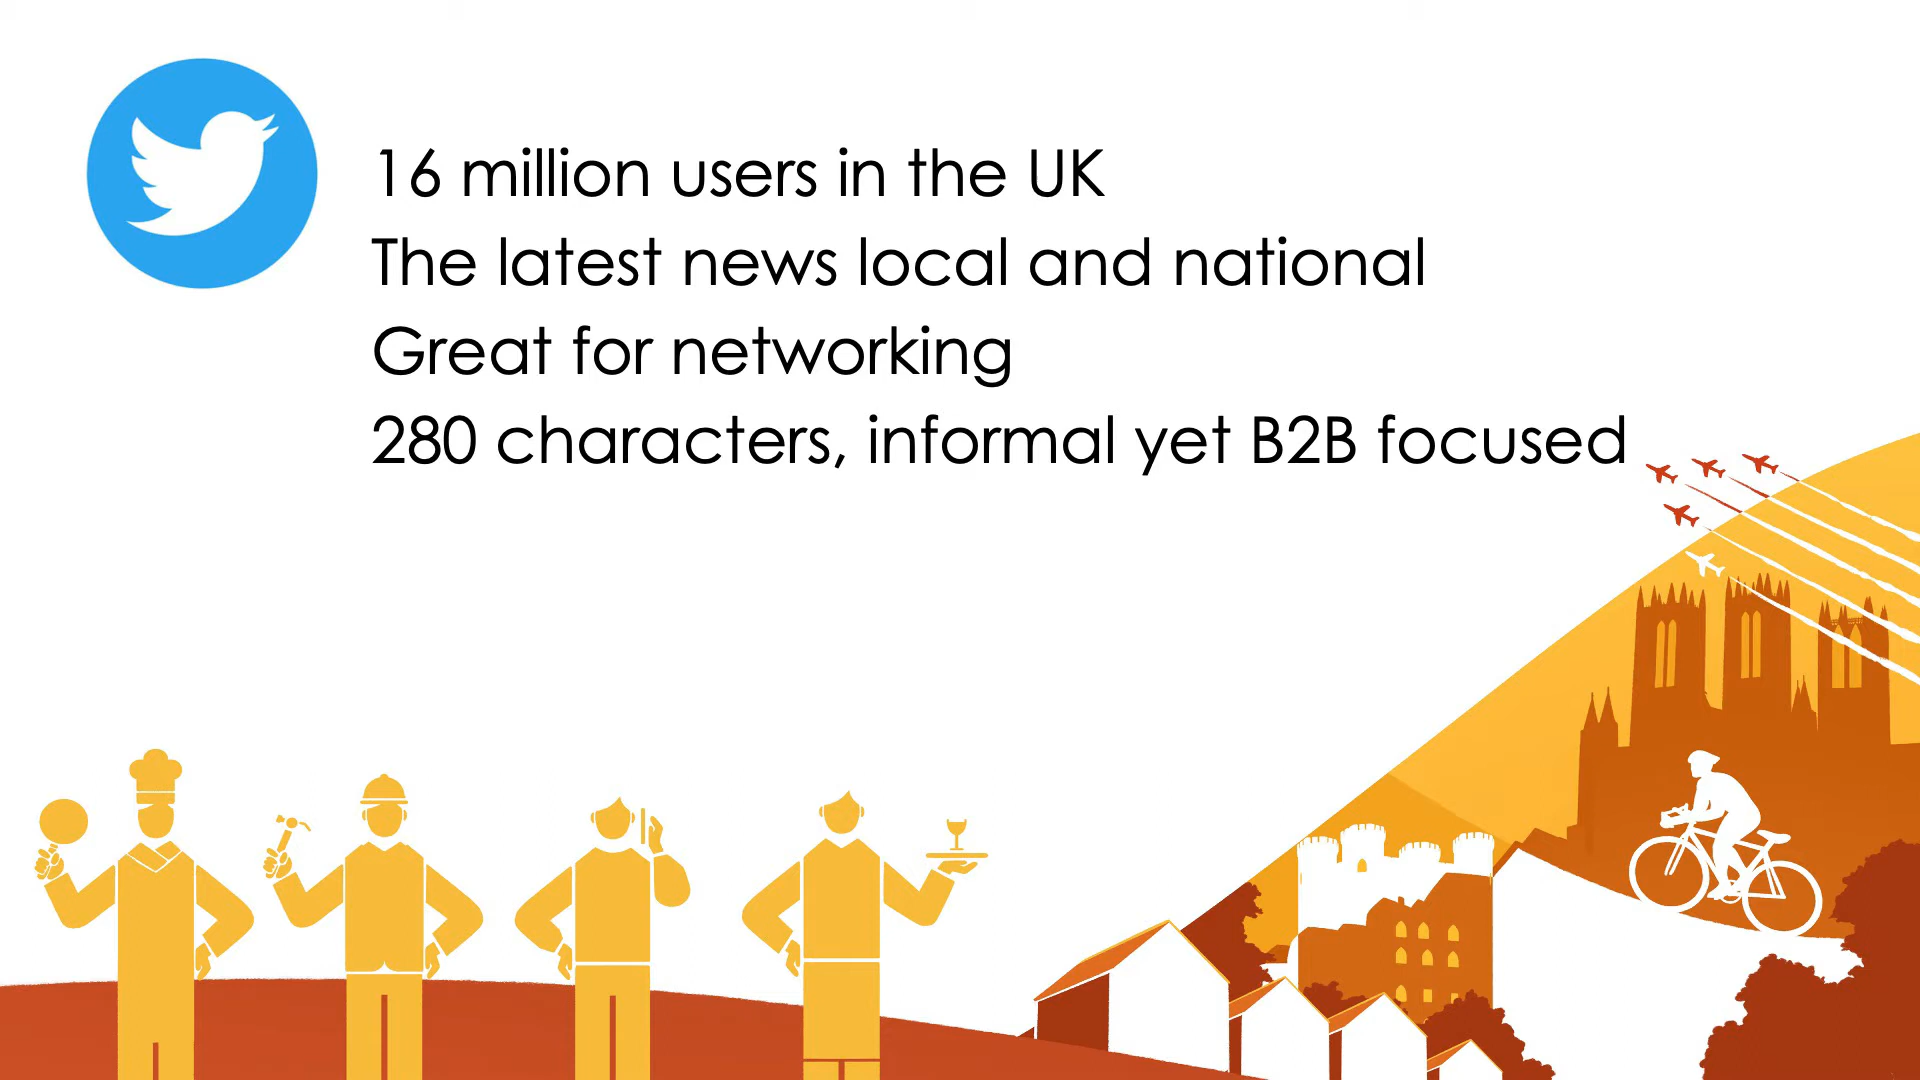 16 million users in the UK
The latest news local and national
Great for networking
280 characters, informal yet B2B focused